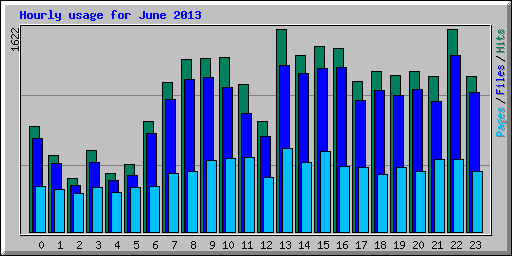 Hourly usage for June 2013
1622
Pages/Files/Hits
0 1 2 3 4 5 6 7 8 9 10 11 12 13 14 15 16 17 18 19 20 21 22 23